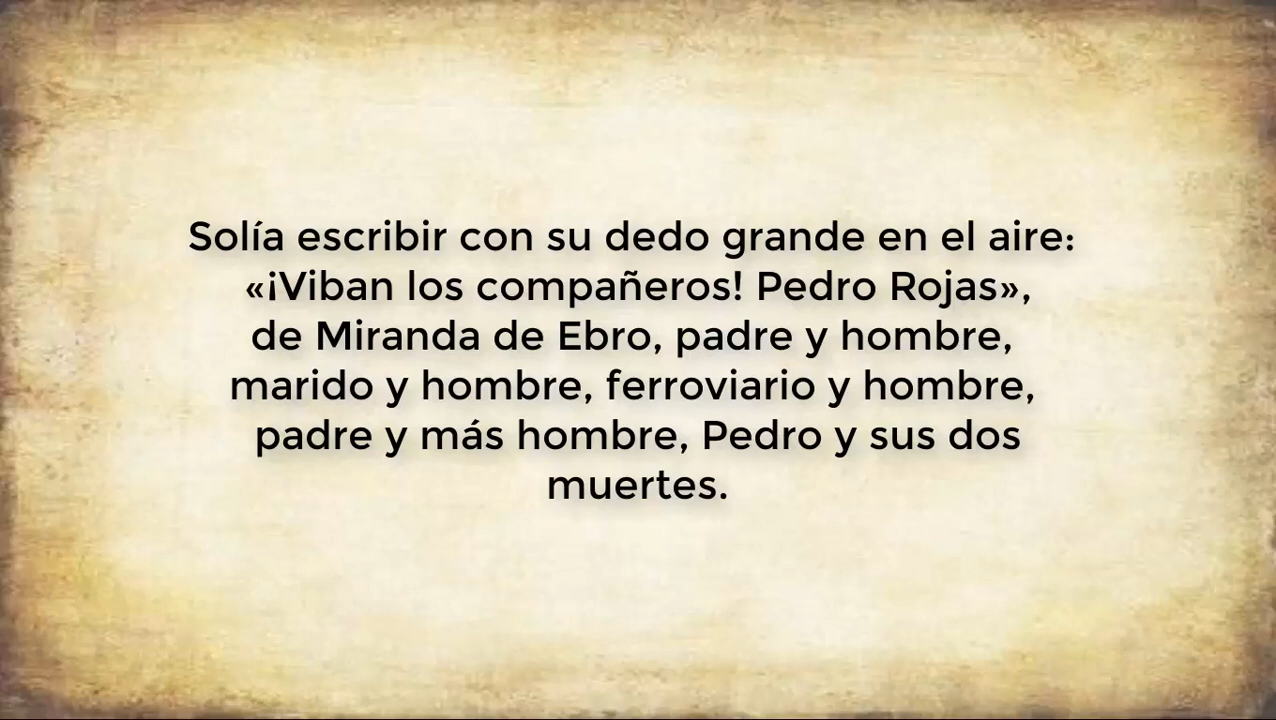 Solía escribir con su dedo grande en el aire:
«¡Viban los compañeros! Pedro Rojas»,
de Miranda de Ebro, padre y hombre,
marido y hombre, ferroviario y hombre,
padre y más hombre, Pedro y sus dos
muertes.